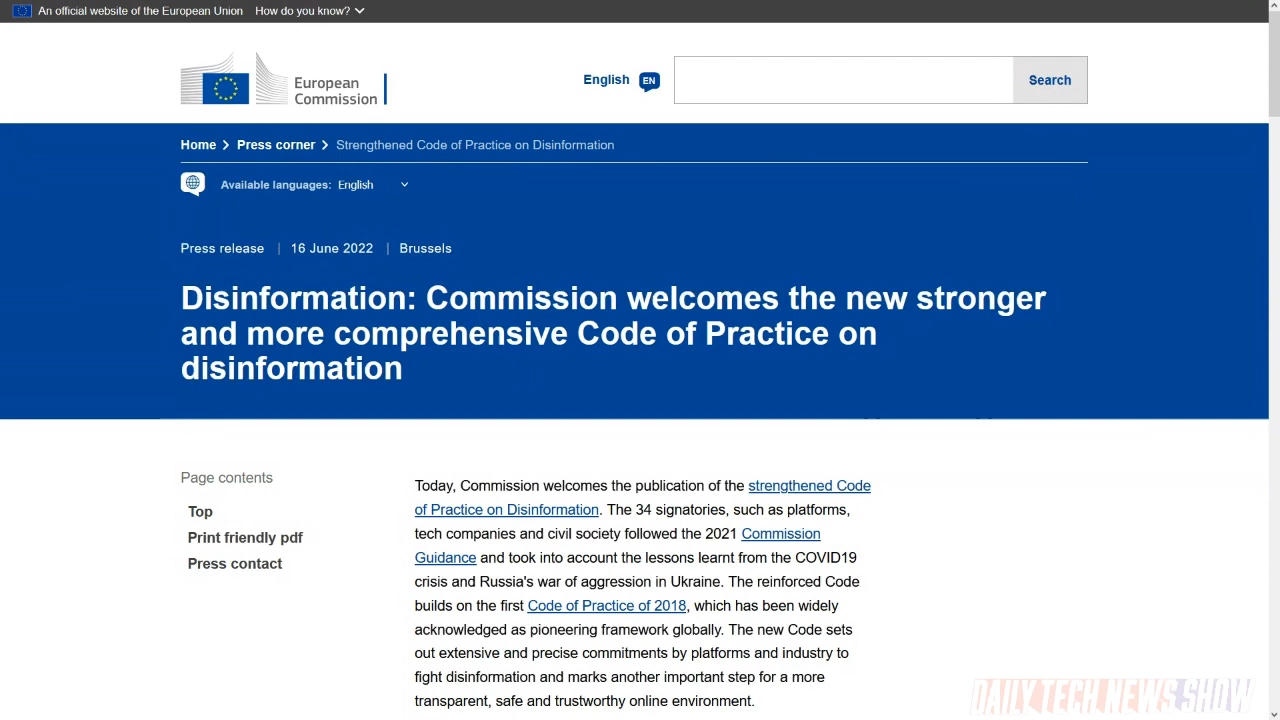 An official website of the European Union How do you know?
European
Commission
English EN
Search
Home Press corner Strengthened Code of Practice on Disinformation
Available languages: English
Press release | 16 June 2022 | Brussels
Disinformation: Commission welcomes the new stronger
and more comprehensive Code of Practice on
disinformation
Page contents
Top
Print friendly pdf
Press contact
Today, Commission welcomes the publication of the strengthened Code
of Practice on Disinformation. The 34 signatories, such as platforms,
tech companies and civil society followed the 2021 Commission
Guidance and took into account the lessons learnt from the COVID19
crisis and Russia's war of aggression in Ukraine. The reinforced Code
builds on the first Code of Practice of 2018, which has been widely
acknowledged as pioneering framework globally. The new Code sets
out extensive and precise commitments by platforms and industry to
fight disinformation and marks another important step for a more
transparent, safe and trustworthy online environment.
DAILY TECH NEWS SHOW